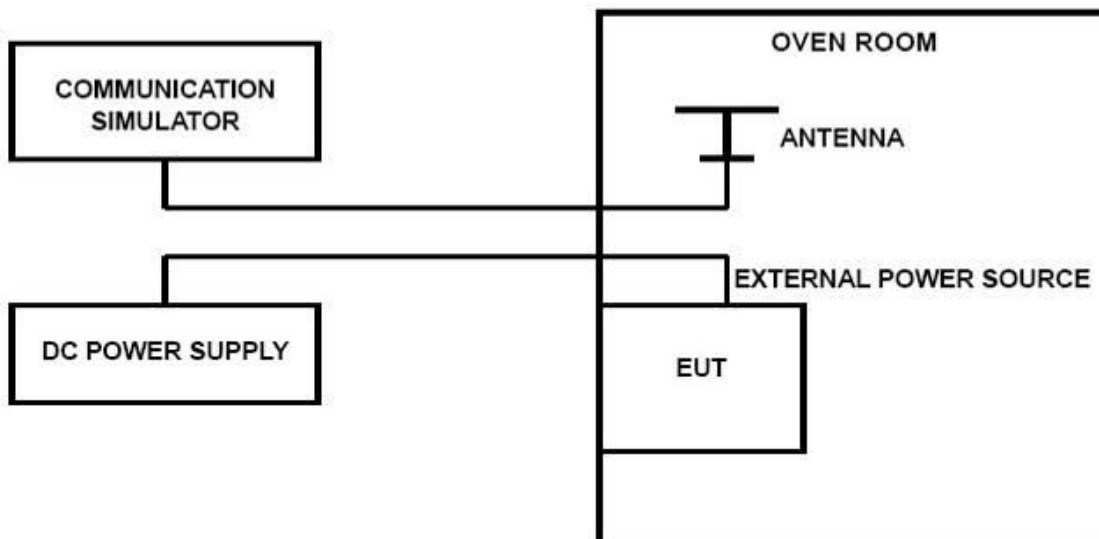 OVEN ROOM
COMMUNICATION
SIMULATOR
ANTENNA
EXTERNAL POWER SOURCE
DC POWER SUPPLY
EUT